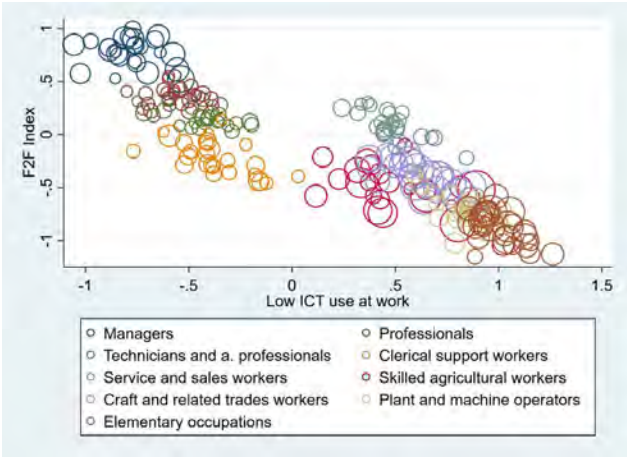 F2F Index
1
.5
0
-.5
-1
-1 -.5 0 .5 1 1.5
Low ICT use at work
Managers Professionals
Technicians and a. professionals Clerical support workers
Service and sales workers Skilled agricultural workers
Craft and related trades workers Plant and machine operators
Elementary occupations